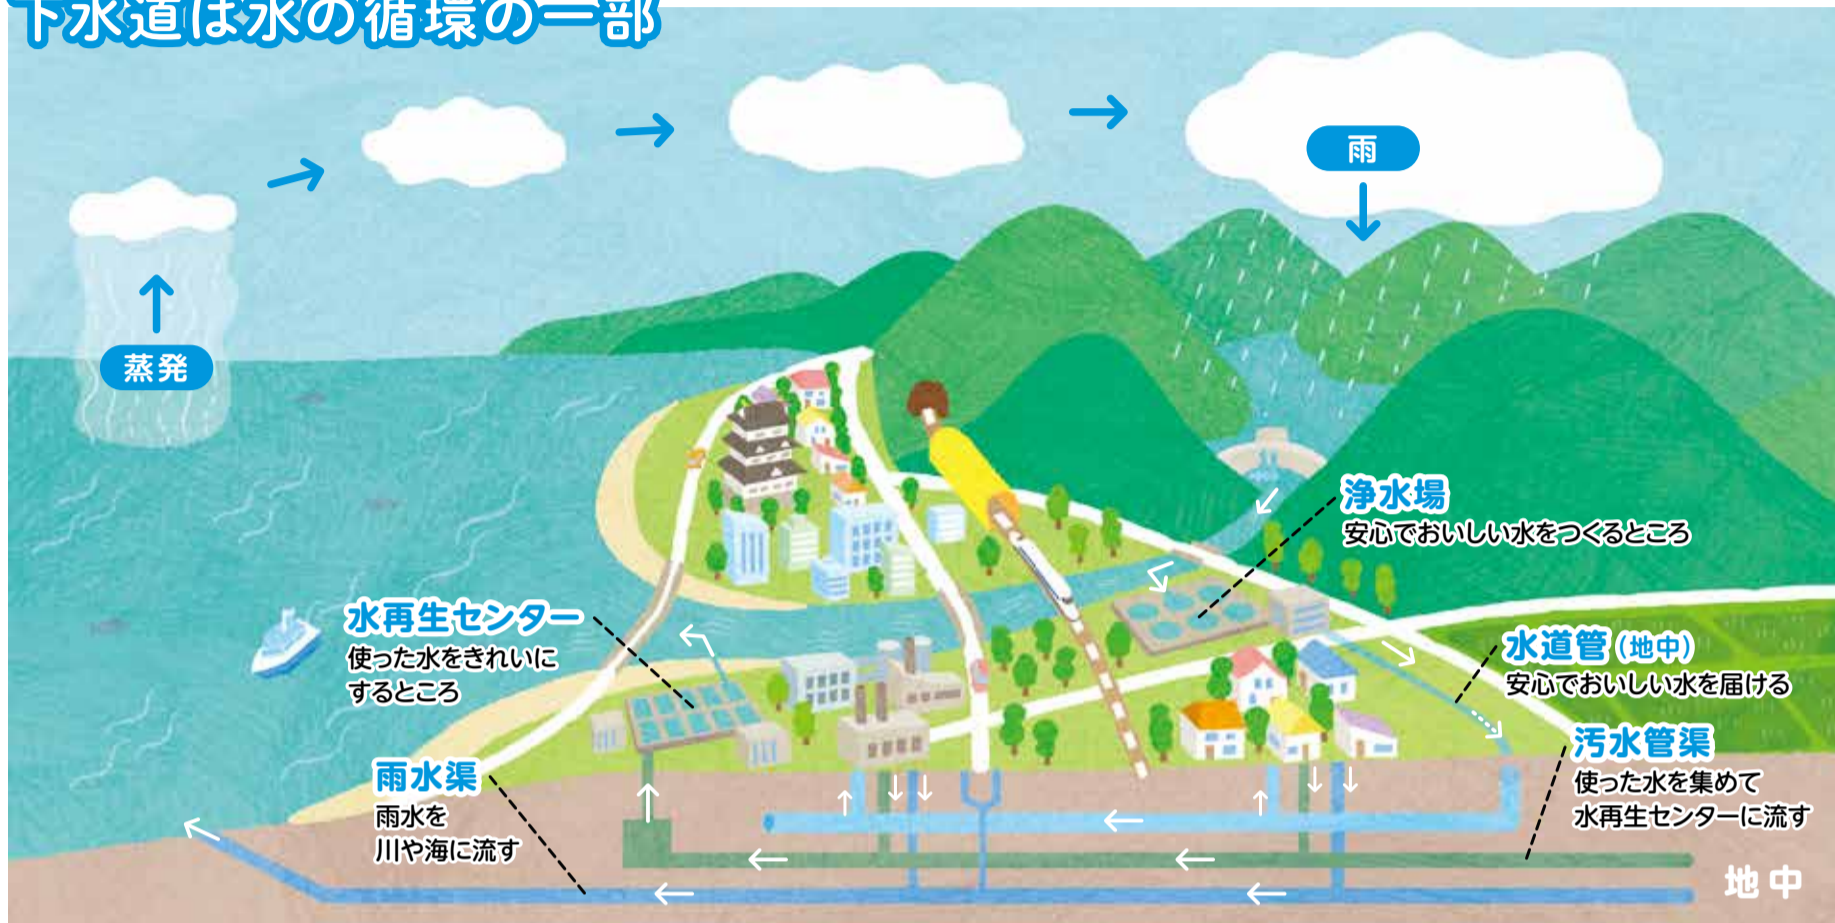 下水道は水の循環の一部
雨
蒸発
浄水場
安心でおいしい水をつくるところ
水再生センター
使った水をきれいに
するところ
水道管(地中)
安心でおいしい水を届ける
汚水管渠
使った水を集めて
水再生センターに流す
雨水渠
雨水を
川や海に流す
地中